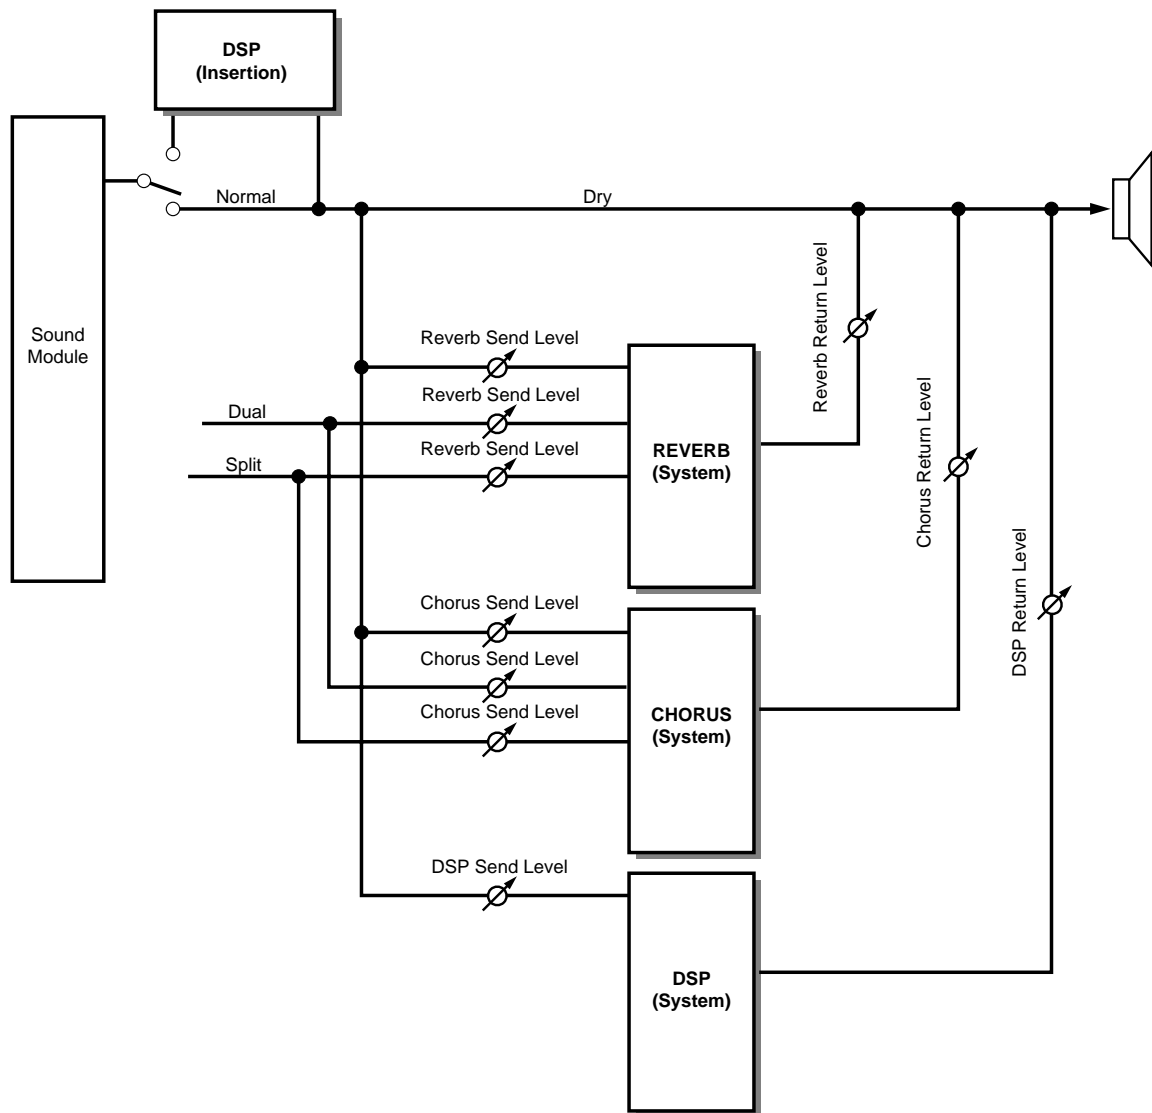 DSP
(Insertion)
Normal
Dry
Sound
Module
Reverb Send Level
Reverb Send Level
Dual
Reverb Send Level
Split
REVERB
(System)
Reverb Return Level
Chorus Return Level
DSP Return Level
Chorus Send Level
Chorus Send Level
Chorus Send Level
CHORUS
(System)
DSP Send Level
DSP
(System)